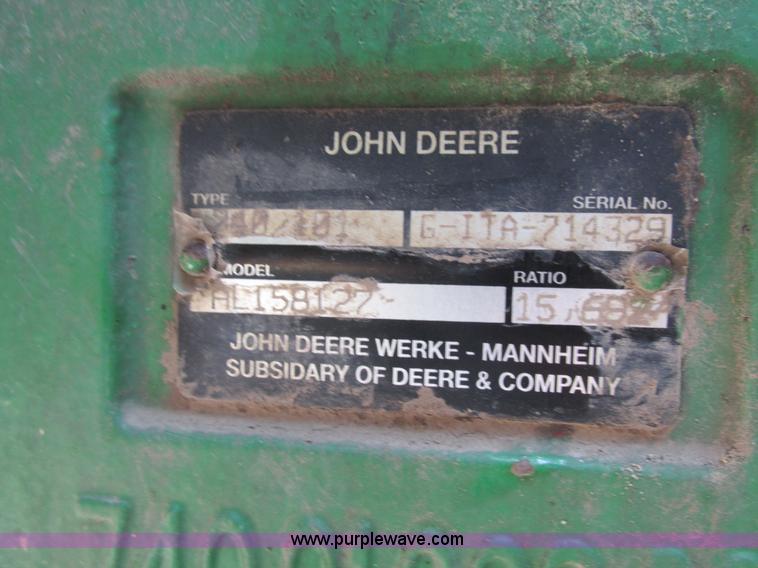 JOHN DEERE
TYPE SERIAL No.
G-ITA-714329
MODEL RATIO
AL158127-
JOHN DEERE WERKE - MANNHEIM
SUBSIDARY OF DEERE & COMPANY
www.purplewave.com